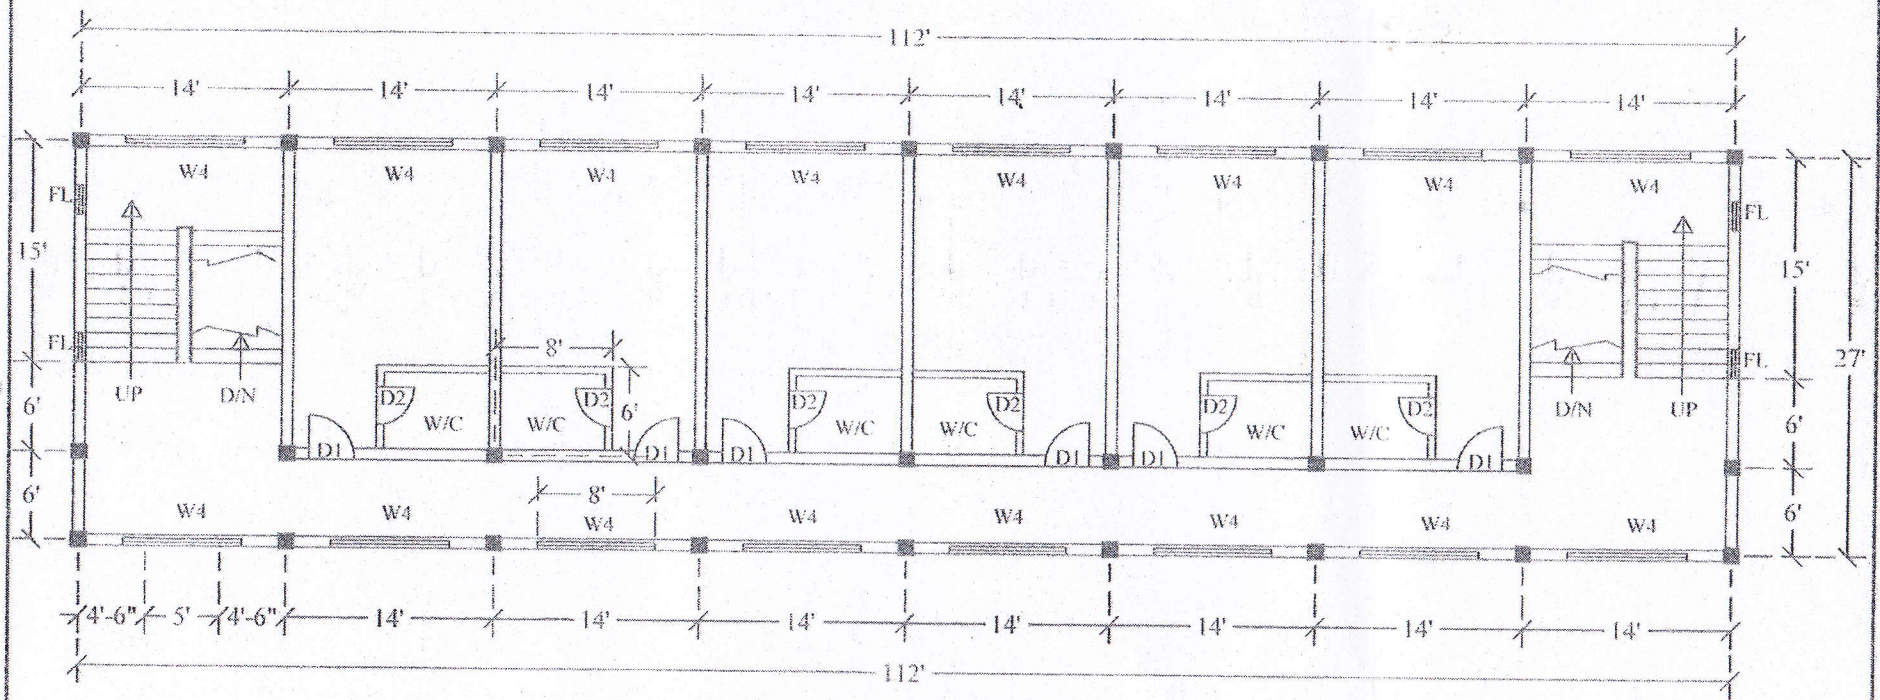 112'
14' 14' 14' 14' 14' 14' 14' 14'
W4 W4 W4 W4 W4 W4 W4 W4
FL FL
15' 15'
8'
FL FL
27'
UP D/N D/N UP
6' D2 D2 6' D2 D2 D2 D2 6'
W/C W/C W/C W/C W/C W/C
D1 D1 D1 D1 D1 D1
6' 8' 6'
W4 W4 W4 W4 W4 W4 W4 W4
4'-6" 5' 4'-6" 14' 14' 14' 14' 14' 14' 14'
112'